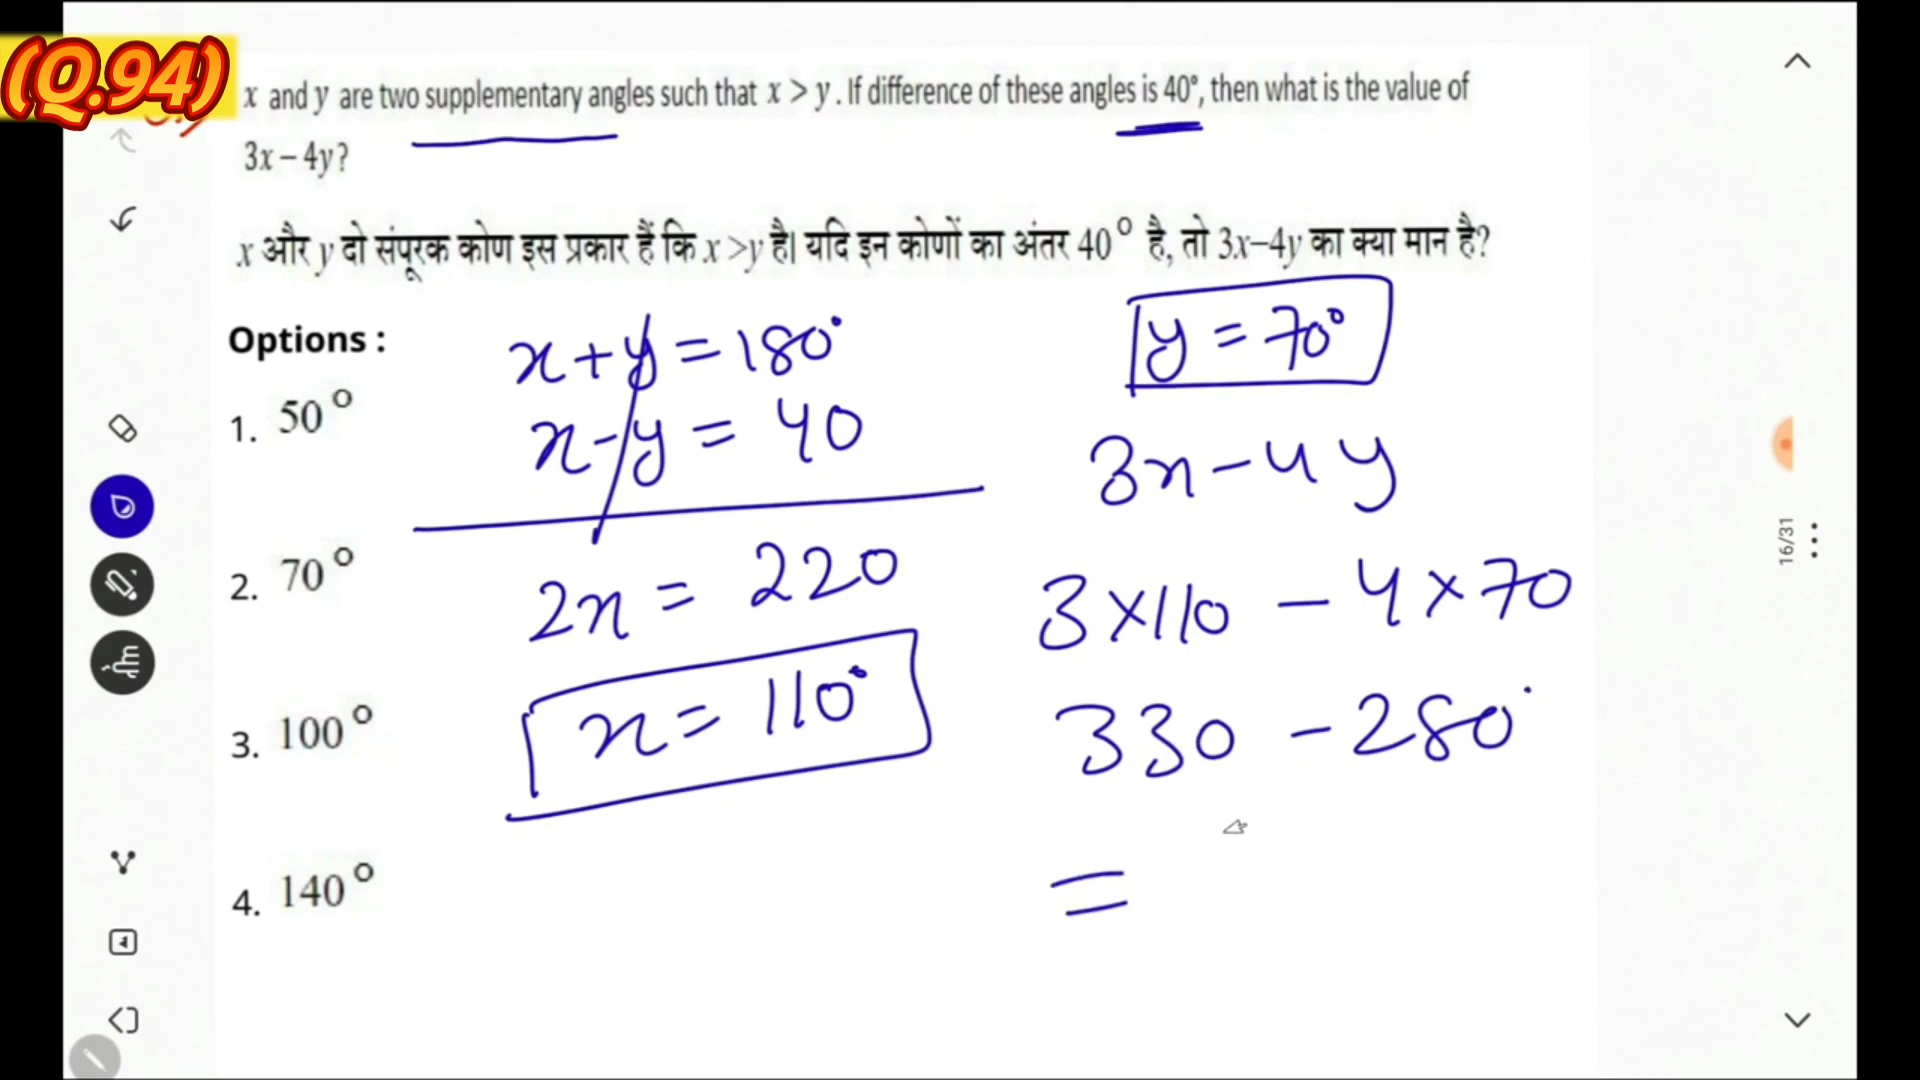 (Q.94)
x and y are two supplementary angles such that x > y. If difference of these angles is 40°, then what is the value of
3x – 4y?
x और y दो संपूरक कोण इस प्रकार हैं कि x >y है। यदि इन कोणों का अंतर 40° है, तो 3x–4y का क्या मान है?
Options :
1. 50°
2. 70°
3. 100°
4. 140°
x + y = 180°
x - y = 40
2x = 220
x = 110°
y = 70°
3x - 4y
3 × 110 - 4 × 70
330 - 280°
=
16/31